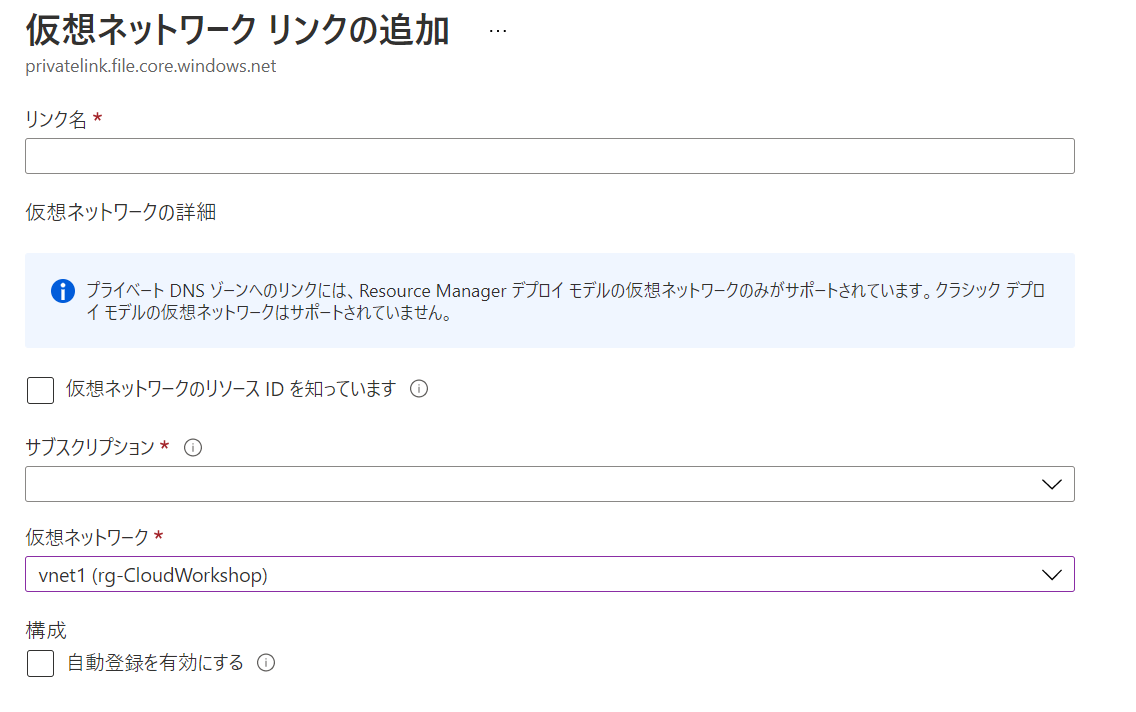 仮想ネットワーク リンクの追加 …
privatelink.file.core.windows.net
リンク名 *
仮想ネットワークの詳細
プライベート DNS ゾーンへのリンクには、Resource Manager デプロイ モデルの仮想ネットワークのみがサポートされています。クラシック デプロ
イ モデルの仮想ネットワークはサポートされていません。
仮想ネットワークのリソース ID を知っています
サブスクリプション *
仮想ネットワーク *
vnet1 (rg-CloudWorkshop)
構成
自動登録を有効にする